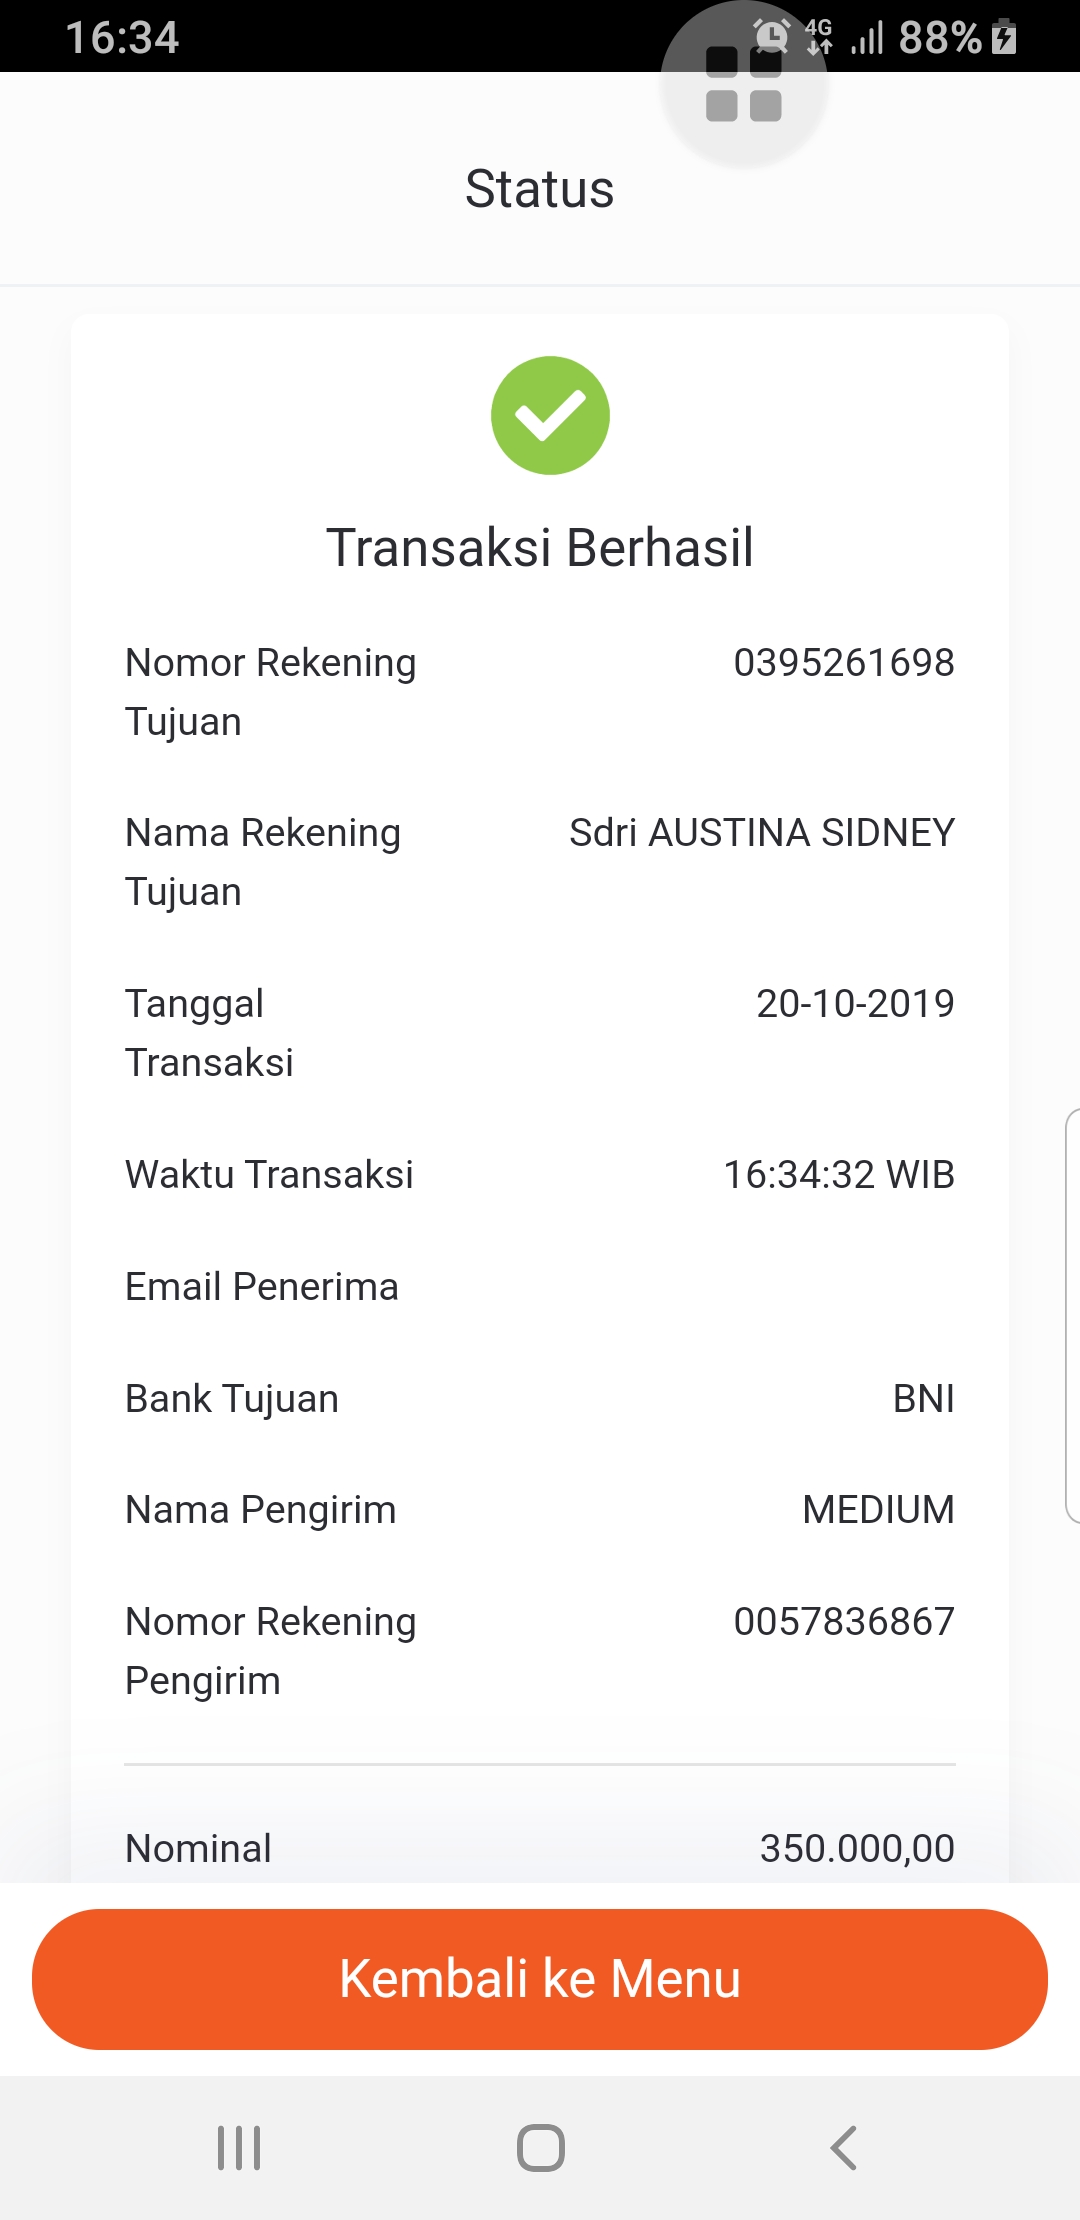 16:34
4G
88%
Status
Transaksi Berhasil
Nomor Rekening Tujuan 0395261698
Nama Rekening Tujuan Sdri AUSTINA SIDNEY
Tanggal Transaksi 20-10-2019
Waktu Transaksi 16:34:32 WIB
Email Penerima
Bank Tujuan BNI
Nama Pengirim MEDIUM
Nomor Rekening Pengirim 0057836867
Nominal 350.000,00
Kembali ke Menu